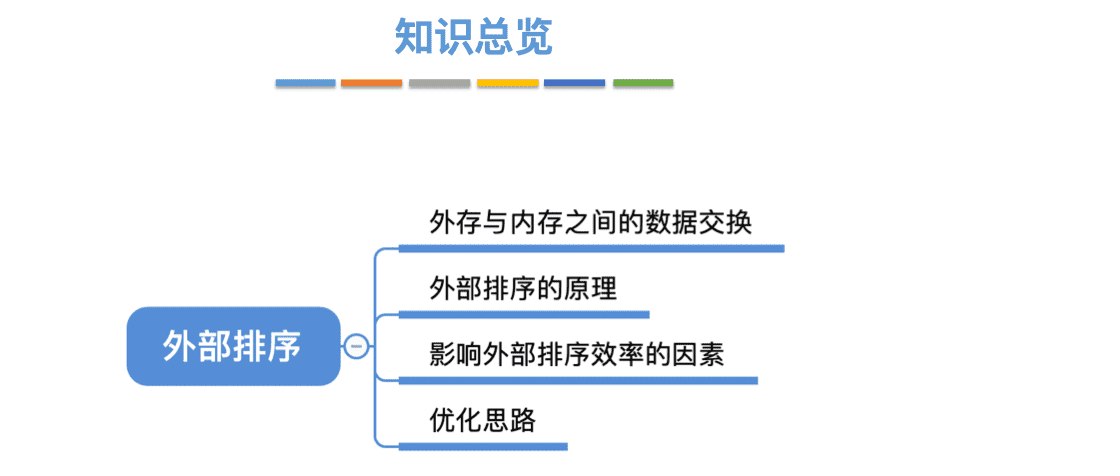 知识总览
外存与内存之间的数据交换
外部排序的原理
外部排序
影响外部排序效率的因素
优化思路